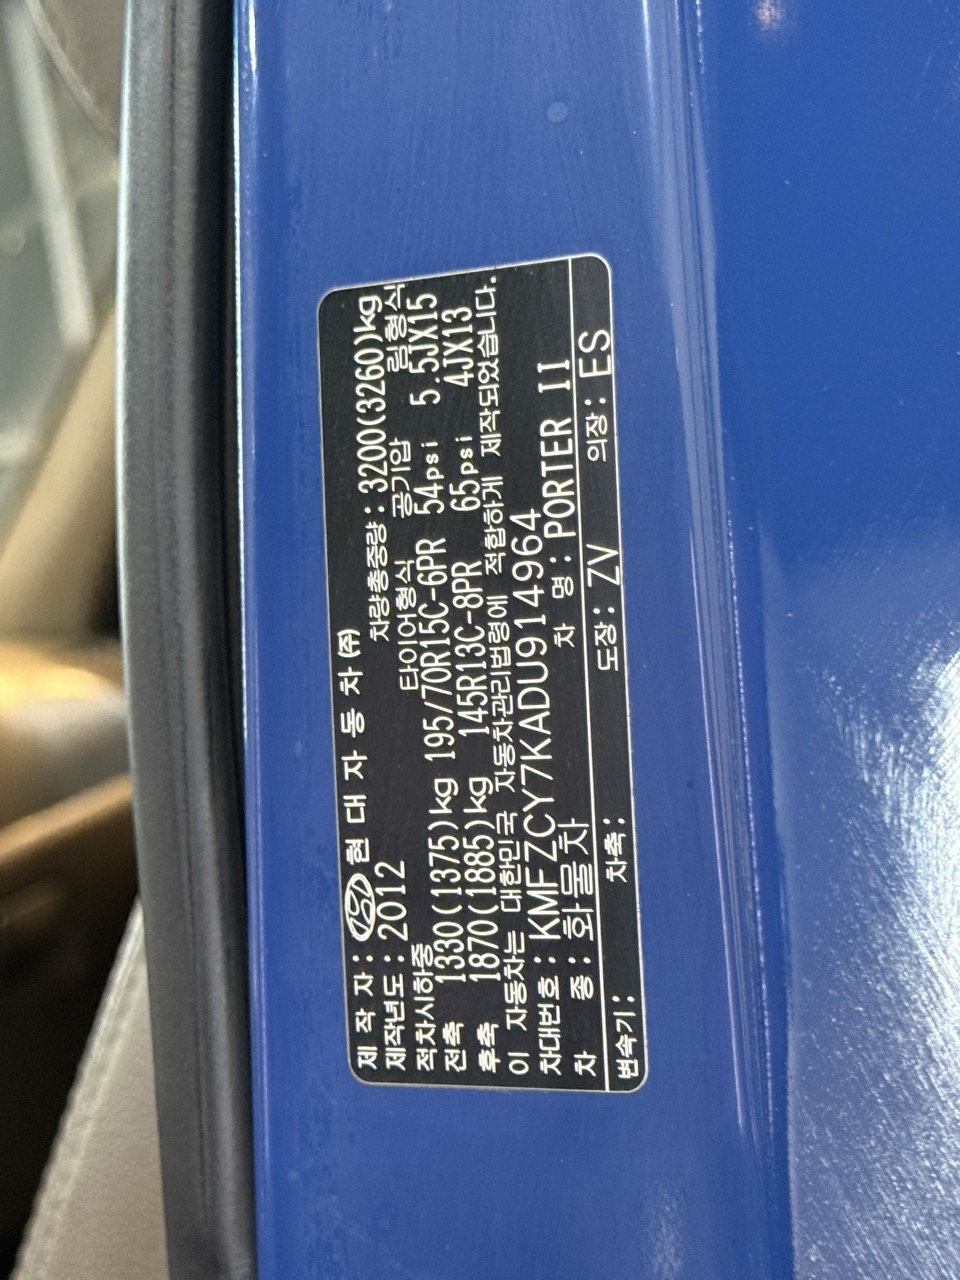 제 작 자 : 현 대 자 동 차 (주)
제작년도 : 2012 차량총중량 : 3200(3260)kg
적차시하중 타이어형식 공기압 림형식
전축 1330(1375)kg 195/70R15C-6PR 54psi 5.5JX15
후축 1870(1885)kg 145R13C-8PR 65psi 4JX13
이 자동차는 대한민국 자동차관리법령에 적합하게 제작되었습니다.
차대번호 : KMFZCY7KADU914964
차 종 : 화물차 차 명 : PORTER II
변속기 : 차축 : 도장 : ZV 의장 : ES